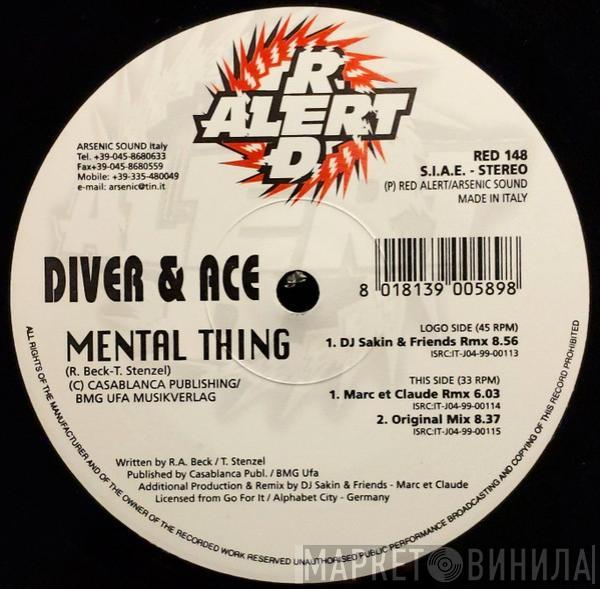 RED
ALERT
ARSENIC SOUND Italy
Tel. +39-045-8680633
Fax+39-045-8680559
Mobile: +39-335-480049
e-mail: arsenic@tin.it
RED 148
S.I.A.E. - STEREO
(P) RED ALERT/ARSENIC SOUND
MADE IN ITALY
DIVER & ACE
8 018139 005898
MENTAL THING
(R. Beck-T. Stenzel)
(C) CASABLANCA PUBLISHING/
BMG UFA MUSIKVERLAG
LOGO SIDE (45 RPM)
1. DJ Sakin & Friends Rmx 8.56
ISRC:IT-J04-99-00113
THIS SIDE (33 RPM)
1. Marc et Claude Rmx 6.03
ISRC:IT-J04-99-00114
2. Original Mix 8.37
ISRC:IT-J04-99-00115
Written by R.A. Beck / T. Stenzel
Published by Casablanca Publ. / BMG Ufa
Additional Production & Remix by DJ Sakin & Friends - Marc et Claude
Licensed from Go For It / Alphabet City - Germany
ALL RIGHTS OF THE MANUFACTURER AND OF THE OWNER OF THE RECORDED WORK RESERVED UNAUTHORISED PUBLIC PERFORMANCE BROADCASTING AND COPYING OF THIS RECORD PROHIBITED
МАРКЕТ ВИНИЛА